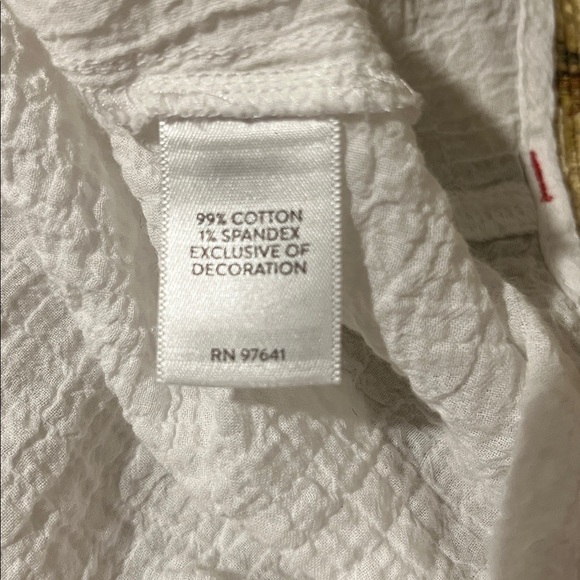 99% COTTON
1% SPANDEX
EXCLUSIVE OF
DECORATION
RN 97641